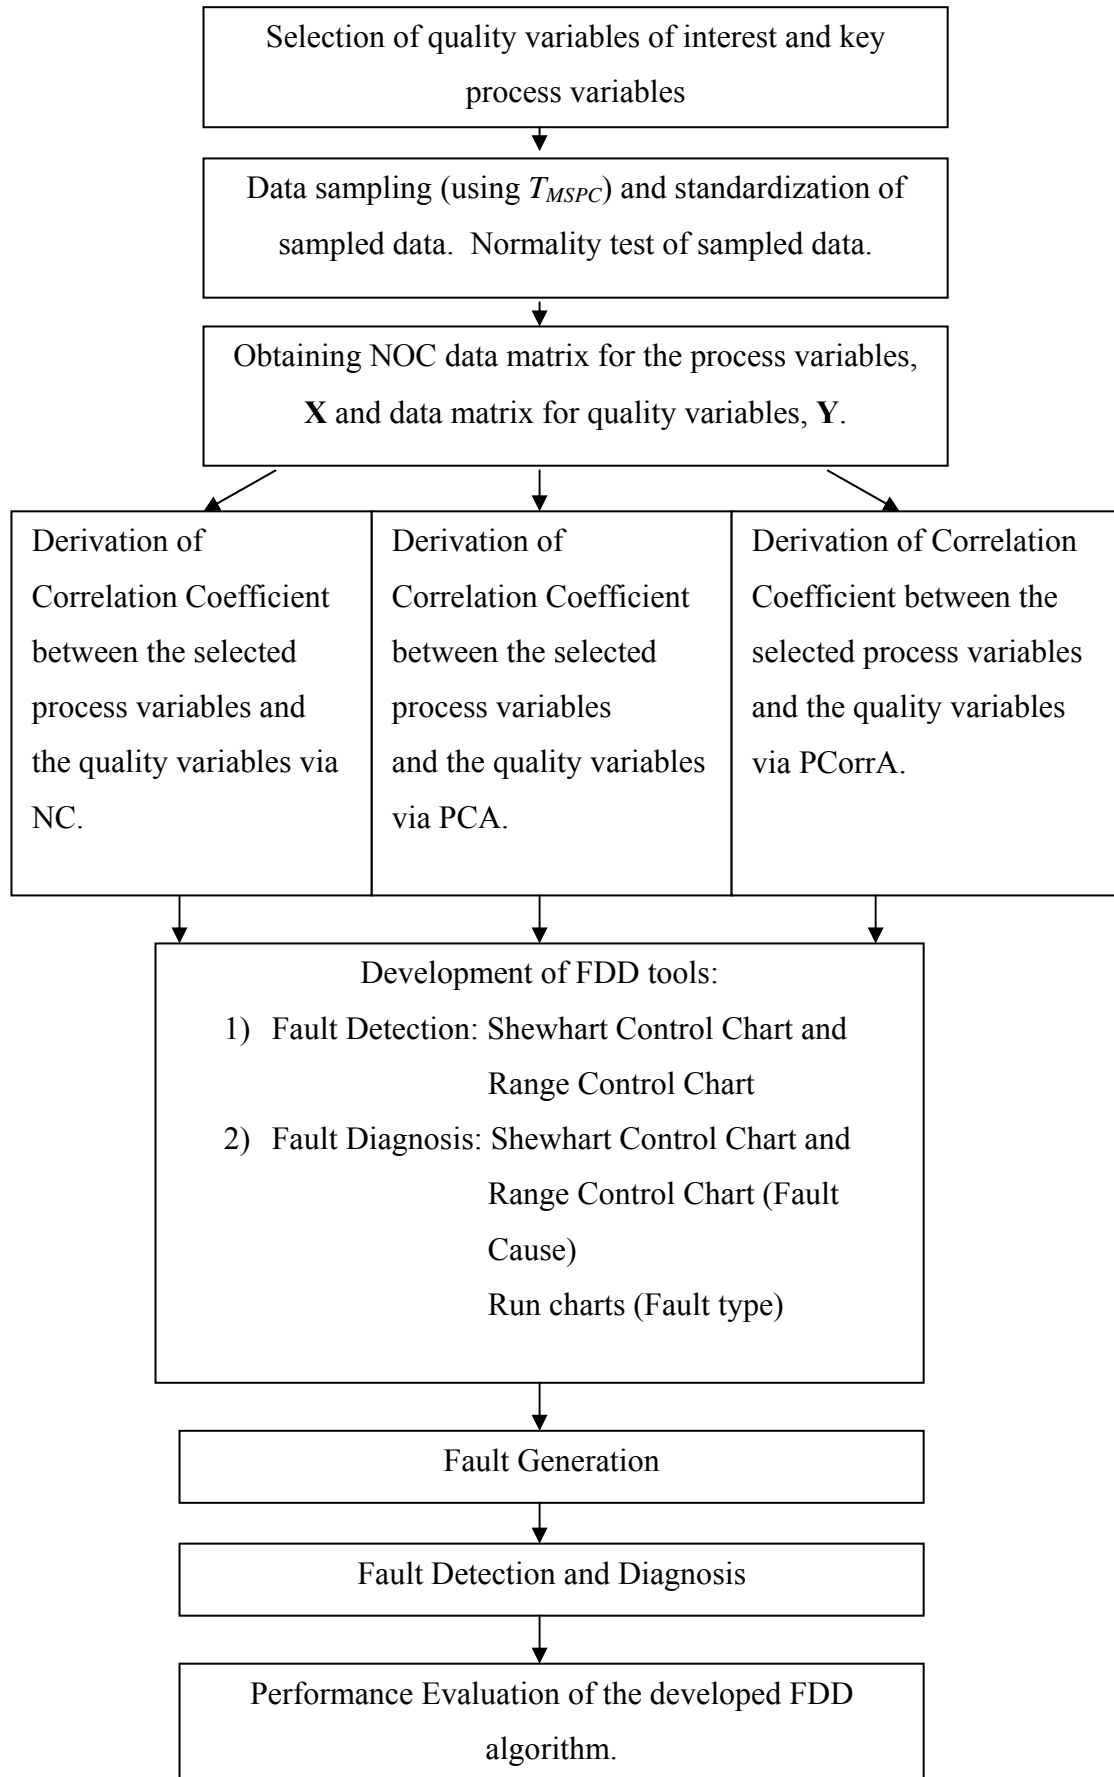 Selection of quality variables of interest and key
process variables
Data sampling (using T_MSPC) and standardization of
sampled data.  Normality test of sampled data.
Obtaining NOC data matrix for the process variables,
X and data matrix for quality variables, Y.
Derivation of
Correlation Coefficient
between the selected
process variables and
the quality variables via
NC.
Derivation of
Correlation Coefficient
between the selected
process variables
and the quality variables
via PCA.
Derivation of Correlation
Coefficient between the
selected process variables
and the quality variables
via PCorrA.
Development of FDD tools:
1) Fault Detection: Shewhart Control Chart and
Range Control Chart
2) Fault Diagnosis: Shewhart Control Chart and
Range Control Chart (Fault
Cause)
Run charts (Fault type)
Fault Generation
Fault Detection and Diagnosis
Performance Evaluation of the developed FDD
algorithm.